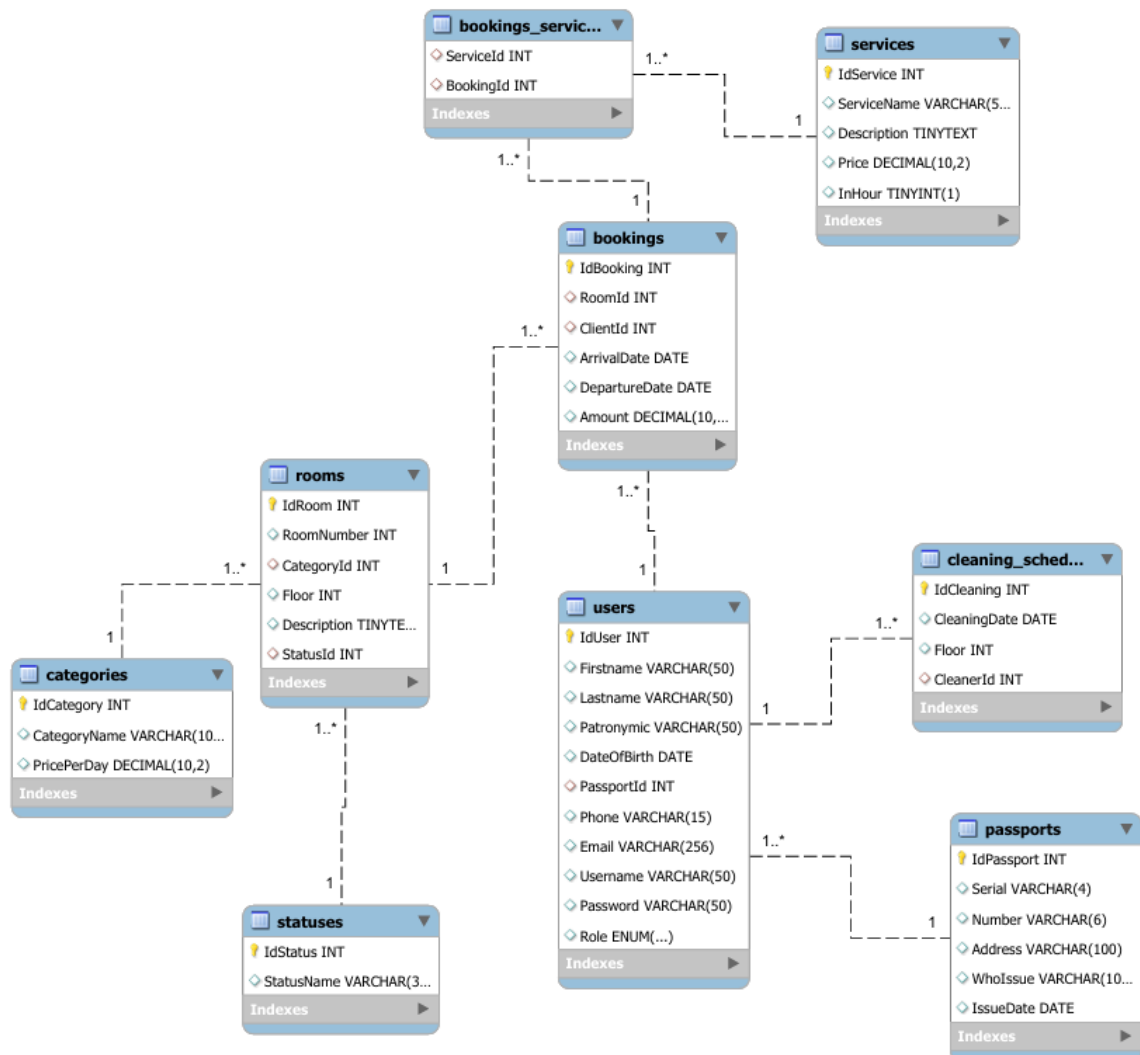 bookings_servic...
ServiceId INT
BookingId INT
Indexes
1..*
1
services
IdService INT
ServiceName VARCHAR(5...
Description TINYTEXT
Price DECIMAL(10,2)
InHour TINYINT(1)
Indexes
1..*
1
bookings
IdBooking INT
RoomId INT
ClientId INT
ArrivalDate DATE
DepartureDate DATE
Amount DECIMAL(10,...
Indexes
1..*
1
rooms
IdRoom INT
RoomNumber INT
CategoryId INT
Floor INT
Description TINYTE...
StatusId INT
Indexes
1..*
1
categories
IdCategory INT
CategoryName VARCHAR(10...
PricePerDay DECIMAL(10,2)
Indexes
1..*
1
statuses
IdStatus INT
StatusName VARCHAR(3...
Indexes
1..*
1
users
IdUser INT
Firstname VARCHAR(50)
Lastname VARCHAR(50)
Patronymic VARCHAR(50)
DateOfBirth DATE
PassportId INT
Phone VARCHAR(15)
Email VARCHAR(256)
Username VARCHAR(50)
Password VARCHAR(50)
Role ENUM(...)
Indexes
1..*
1
cleaning_sched...
IdCleaning INT
CleaningDate DATE
Floor INT
CleanerId INT
Indexes
1..*
1
passports
IdPassport INT
Serial VARCHAR(4)
Number VARCHAR(6)
Address VARCHAR(100)
WhoIssue VARCHAR(10...
IssueDate DATE
Indexes